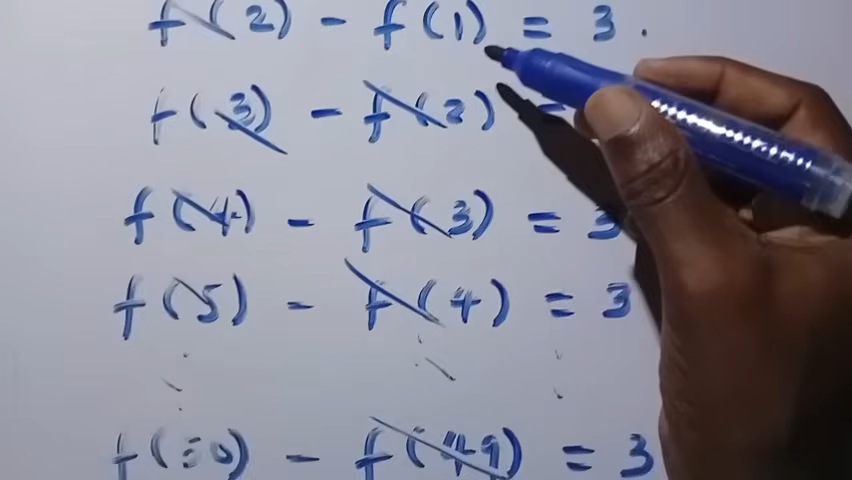 f(2) - f(1) = 3.
f(3) - f(2) =
f(4) - f(3) = 3
f(5) - f(4) = 3
f(50) - f(49) = 3